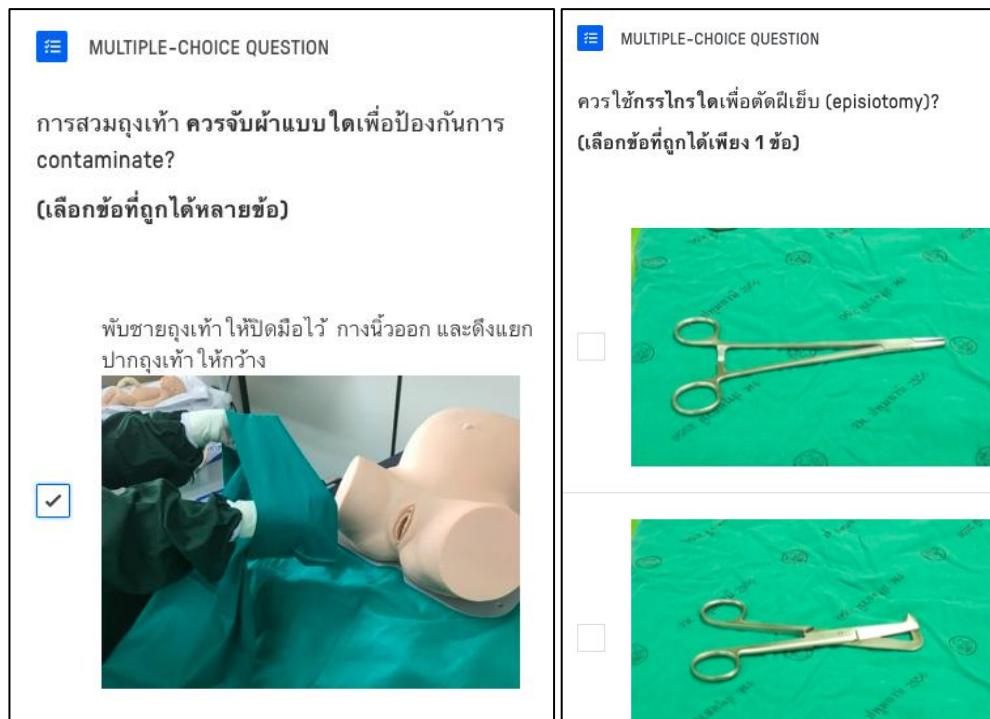 MULTIPLE-CHOICE QUESTION
การสวมถุงเท้า ควรจับผ้าแบบใดเพื่อป้องกันการ
contaminate?
(เลือกข้อที่ถูกได้หลายข้อ)
พับชายถุงเท้า ให้ปิดมือไว้ กางนิ้วออก และดึงแยก
ปากถุงเท้า ให้กว้าง
MULTIPLE-CHOICE QUESTION
ควรใช้กรรไกรใดเพื่อตัดฝีเย็บ (episiotomy)?
(เลือกข้อที่ถูกได้เพียง 1 ข้อ)